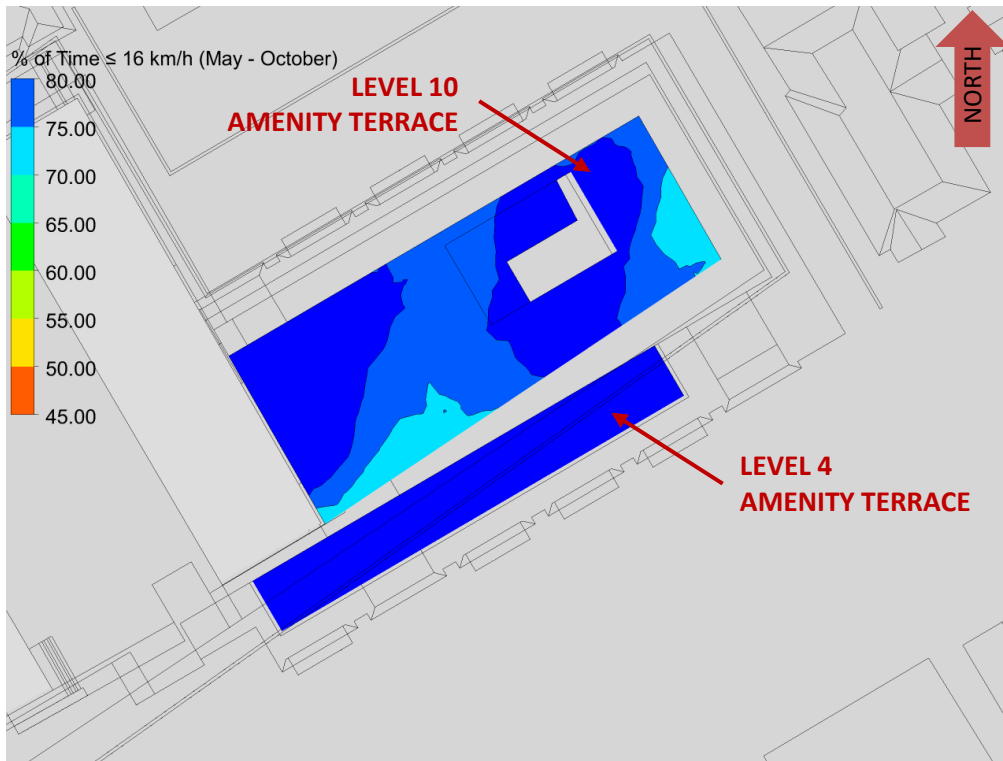 % of Time ≤ 16 km/h (May - October)
80.00
75.00
70.00
65.00
60.00
55.00
50.00
45.00
LEVEL 10
AMENITY TERRACE
NORTH
LEVEL 4
AMENITY TERRACE